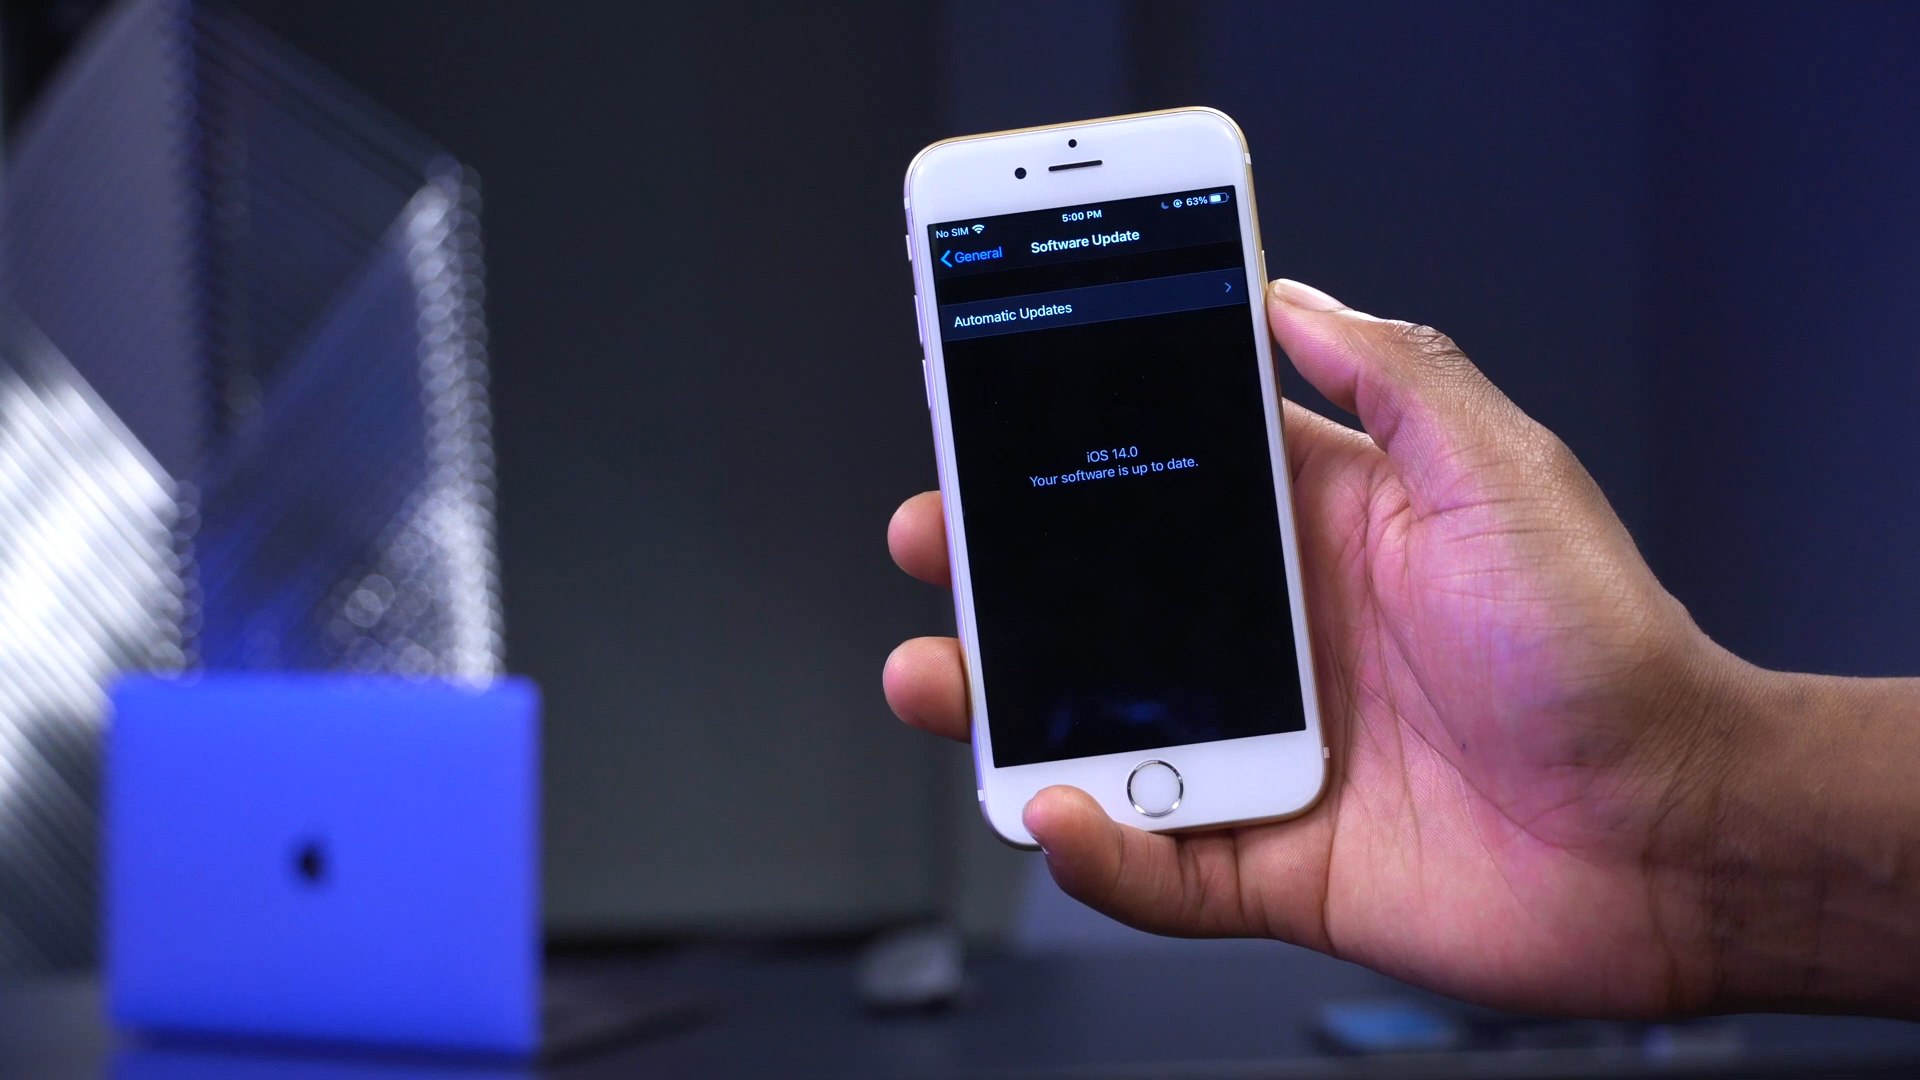 5:00 PM
No SIM 63%
General Software Update
Automatic Updates
iOS 14.0
Your software is up to date.